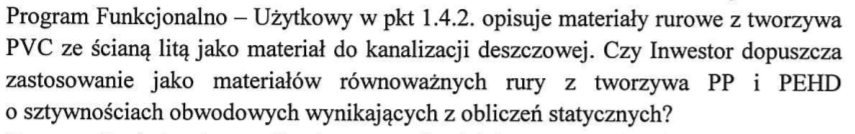 Program Funkcjonalno – Użytkowy w pkt 1.4.2. opisuje materiały rurowe z tworzywa
PVC ze ścianą litą jako materiał do kanalizacji deszczowej. Czy Inwestor dopuszcza
zastosowanie jako materiałów równoważnych rury z tworzywa PP i PEHD
o sztywnościach obwodowych wynikających z obliczeń statycznych?